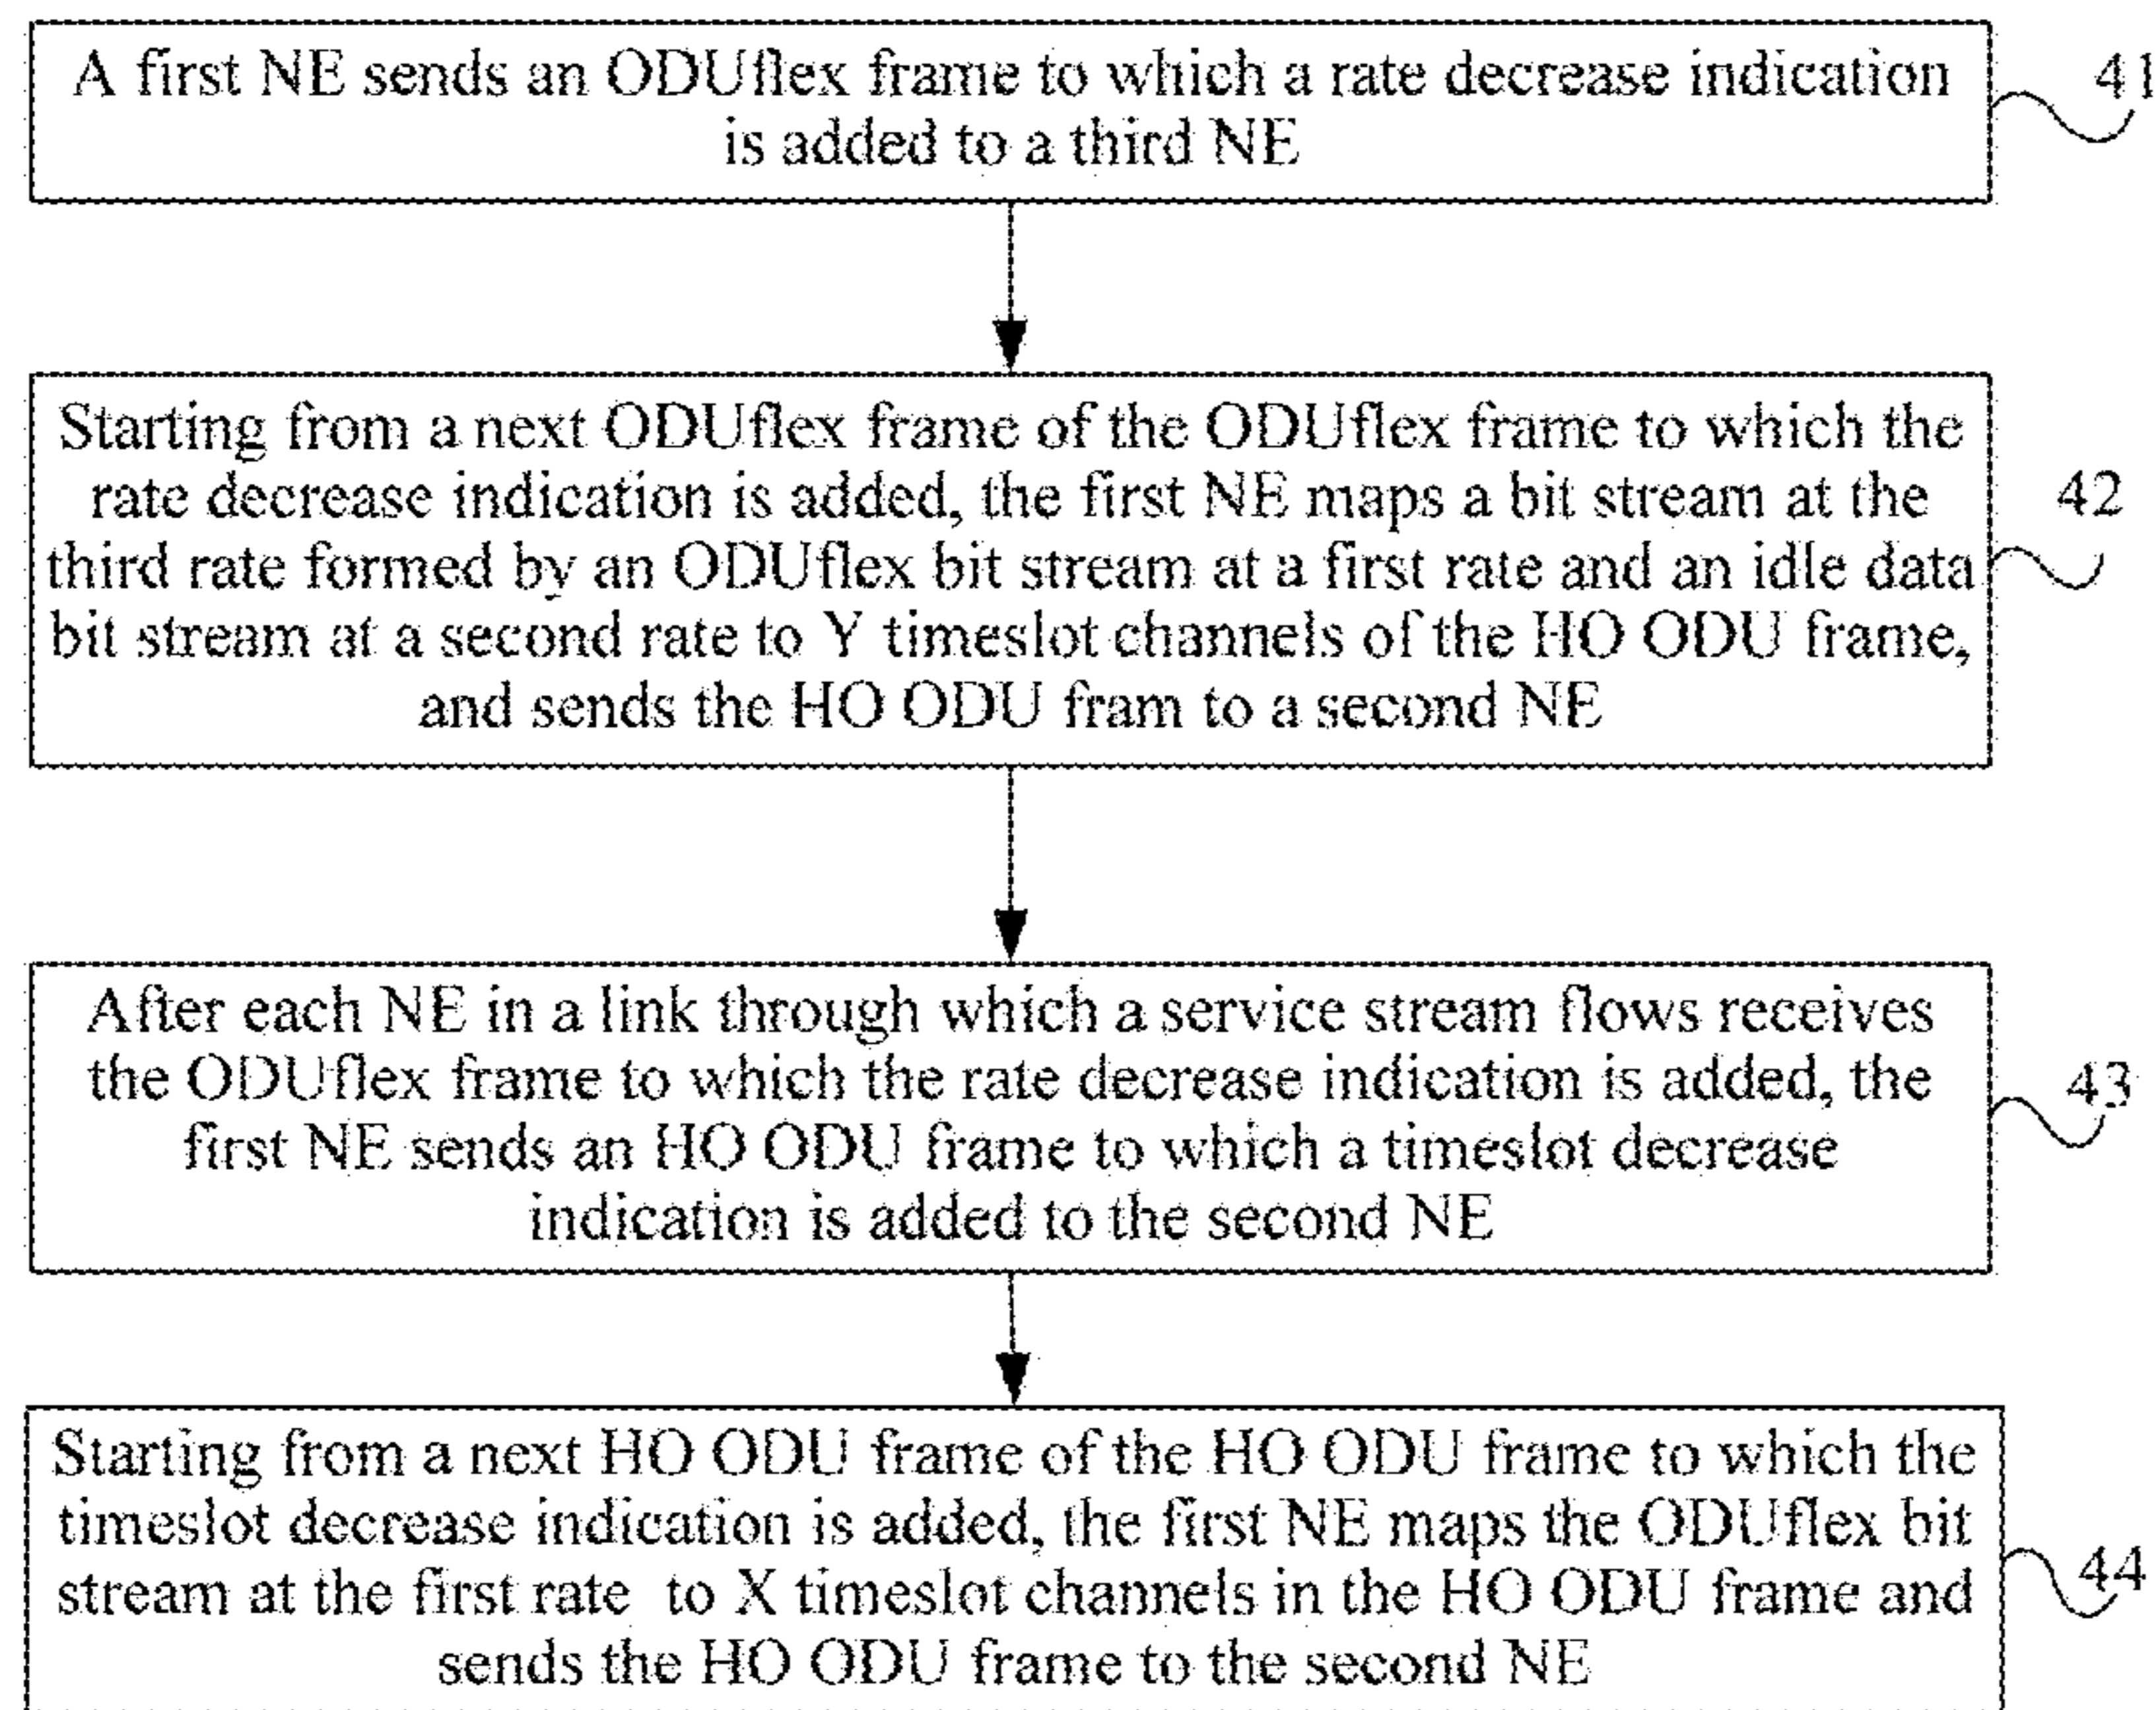 A first NE sends an ODUflex frame to which a rate decrease indication
is added to a third NE
41
Starting from a next ODUflex frame of the ODUflex frame to which the
rate decrease indication is added, the first NE maps a bit stream at the
third rate formed by an ODUflex bit stream at a first rate and an idle data
bit stream at a second rate to Y timeslot channels of the HO ODU frame,
and sends the HO ODU fram to a second NE
42
After each NE in a link through which a service stream flows receives
the ODUflex frame to which the rate decrease indication is added, the
first NE sends an HO ODU frame to which a timeslot decrease
indication is added to the second NE
43
Starting from a next HO ODU frame of the HO ODU frame to which the
timeslot decrease indication is added, the first NE maps the ODUflex bit
stream at the first rate to X timeslot channels in the HO ODU frame and
sends the HO ODU frame to the second NE
44